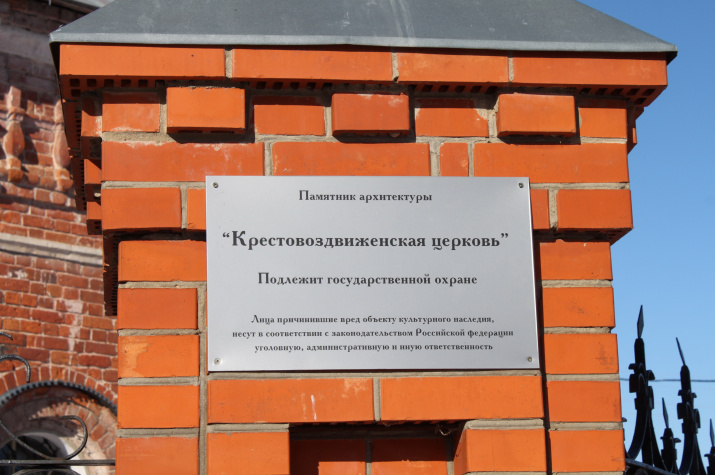 Памятник архитектуры
“Крестовоздвиженская церковь”
Подлежит государственной охране
Лица причинившие вред объекту культурного наследия,
несут в соответствии с законодательством Российской федерации
уголовную, административную и иную ответственность